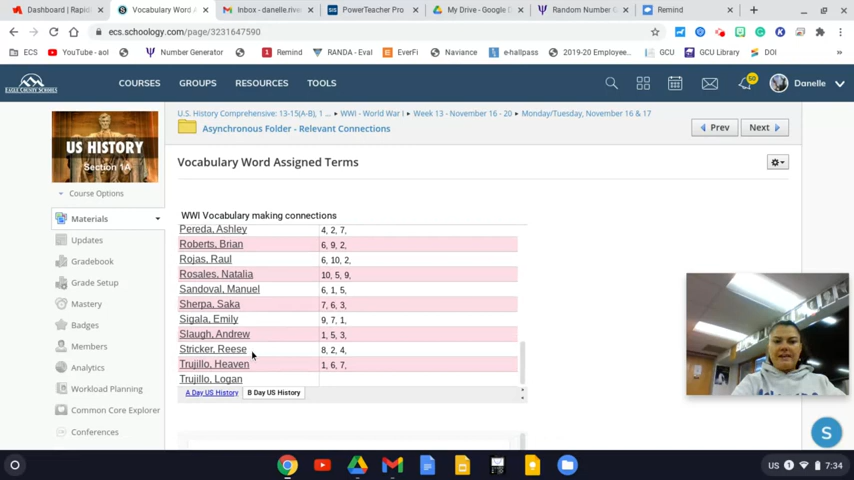 Dashboard | Rapid
Vocabulary Word A
Inbox - danelle.river
PowerTeacher Pro
My Drive - Google D
Random Number G
Remind
ecs.schoology.com/page/3231647590
ECS
YouTube - aol
Number Generator
Remind
RANDA - Eval
EverFi
Naviance
e-hallpass
2019-20 Employee...
GCU
GCU Library
DOI
EAGLE COUNTY SCHOOLS
COURSES
GROUPS
RESOURCES
TOOLS
50
Danelle
US HISTORY
Section 1A
Course Options
Materials
Updates
Gradebook
Grade Setup
Mastery
Badges
Members
Analytics
Workload Planning
Common Core Explorer
Conferences
U.S. History Comprehensive: 13-15(A-B), 1 ... › WWI - World War I › Week 13 - November 16 - 20 › Monday/Tuesday, November 16 & 17
Asynchronous Folder - Relevant Connections
Prev
Next
Vocabulary Word Assigned Terms
WWI Vocabulary making connections
Pereda, Ashley 4, 2, 7,
Roberts, Brian 6, 9, 2,
Rojas, Raul 6, 10, 2,
Rosales, Natalia 10, 5, 9,
Sandoval, Manuel 6, 1, 5,
Sherpa, Saka 7, 6, 3,
Sigala, Emily 9, 7, 1,
Slaugh, Andrew 1, 5, 3,
Stricker, Reese 8, 2, 4,
Trujillo, Heaven 1, 6, 7,
Trujillo, Logan
A Day US History
B Day US History
S
US
1
7:34